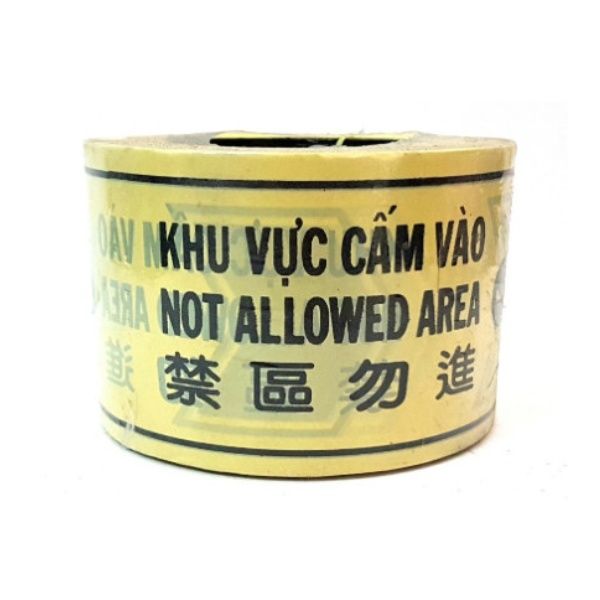 KHU VỰC CẤM VÀO
NOT ALLOWED AREA
禁區勿進